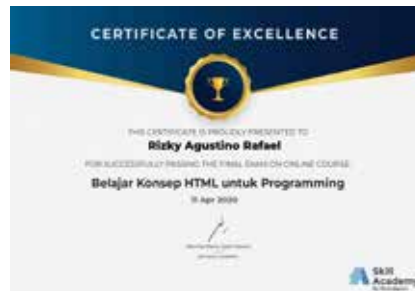 CERTIFICATE OF EXCELLENCE
THIS CERTIFICATE IS PROUDLY PRESENTED TO
Rizky Agustino Rafael
FOR SUCCESSFULLY PASSING THE FINAL EXAM ON ONLINE COURSE
Belajar Konsep HTML untuk Programming
11 Apr 2020
Skill
Academy